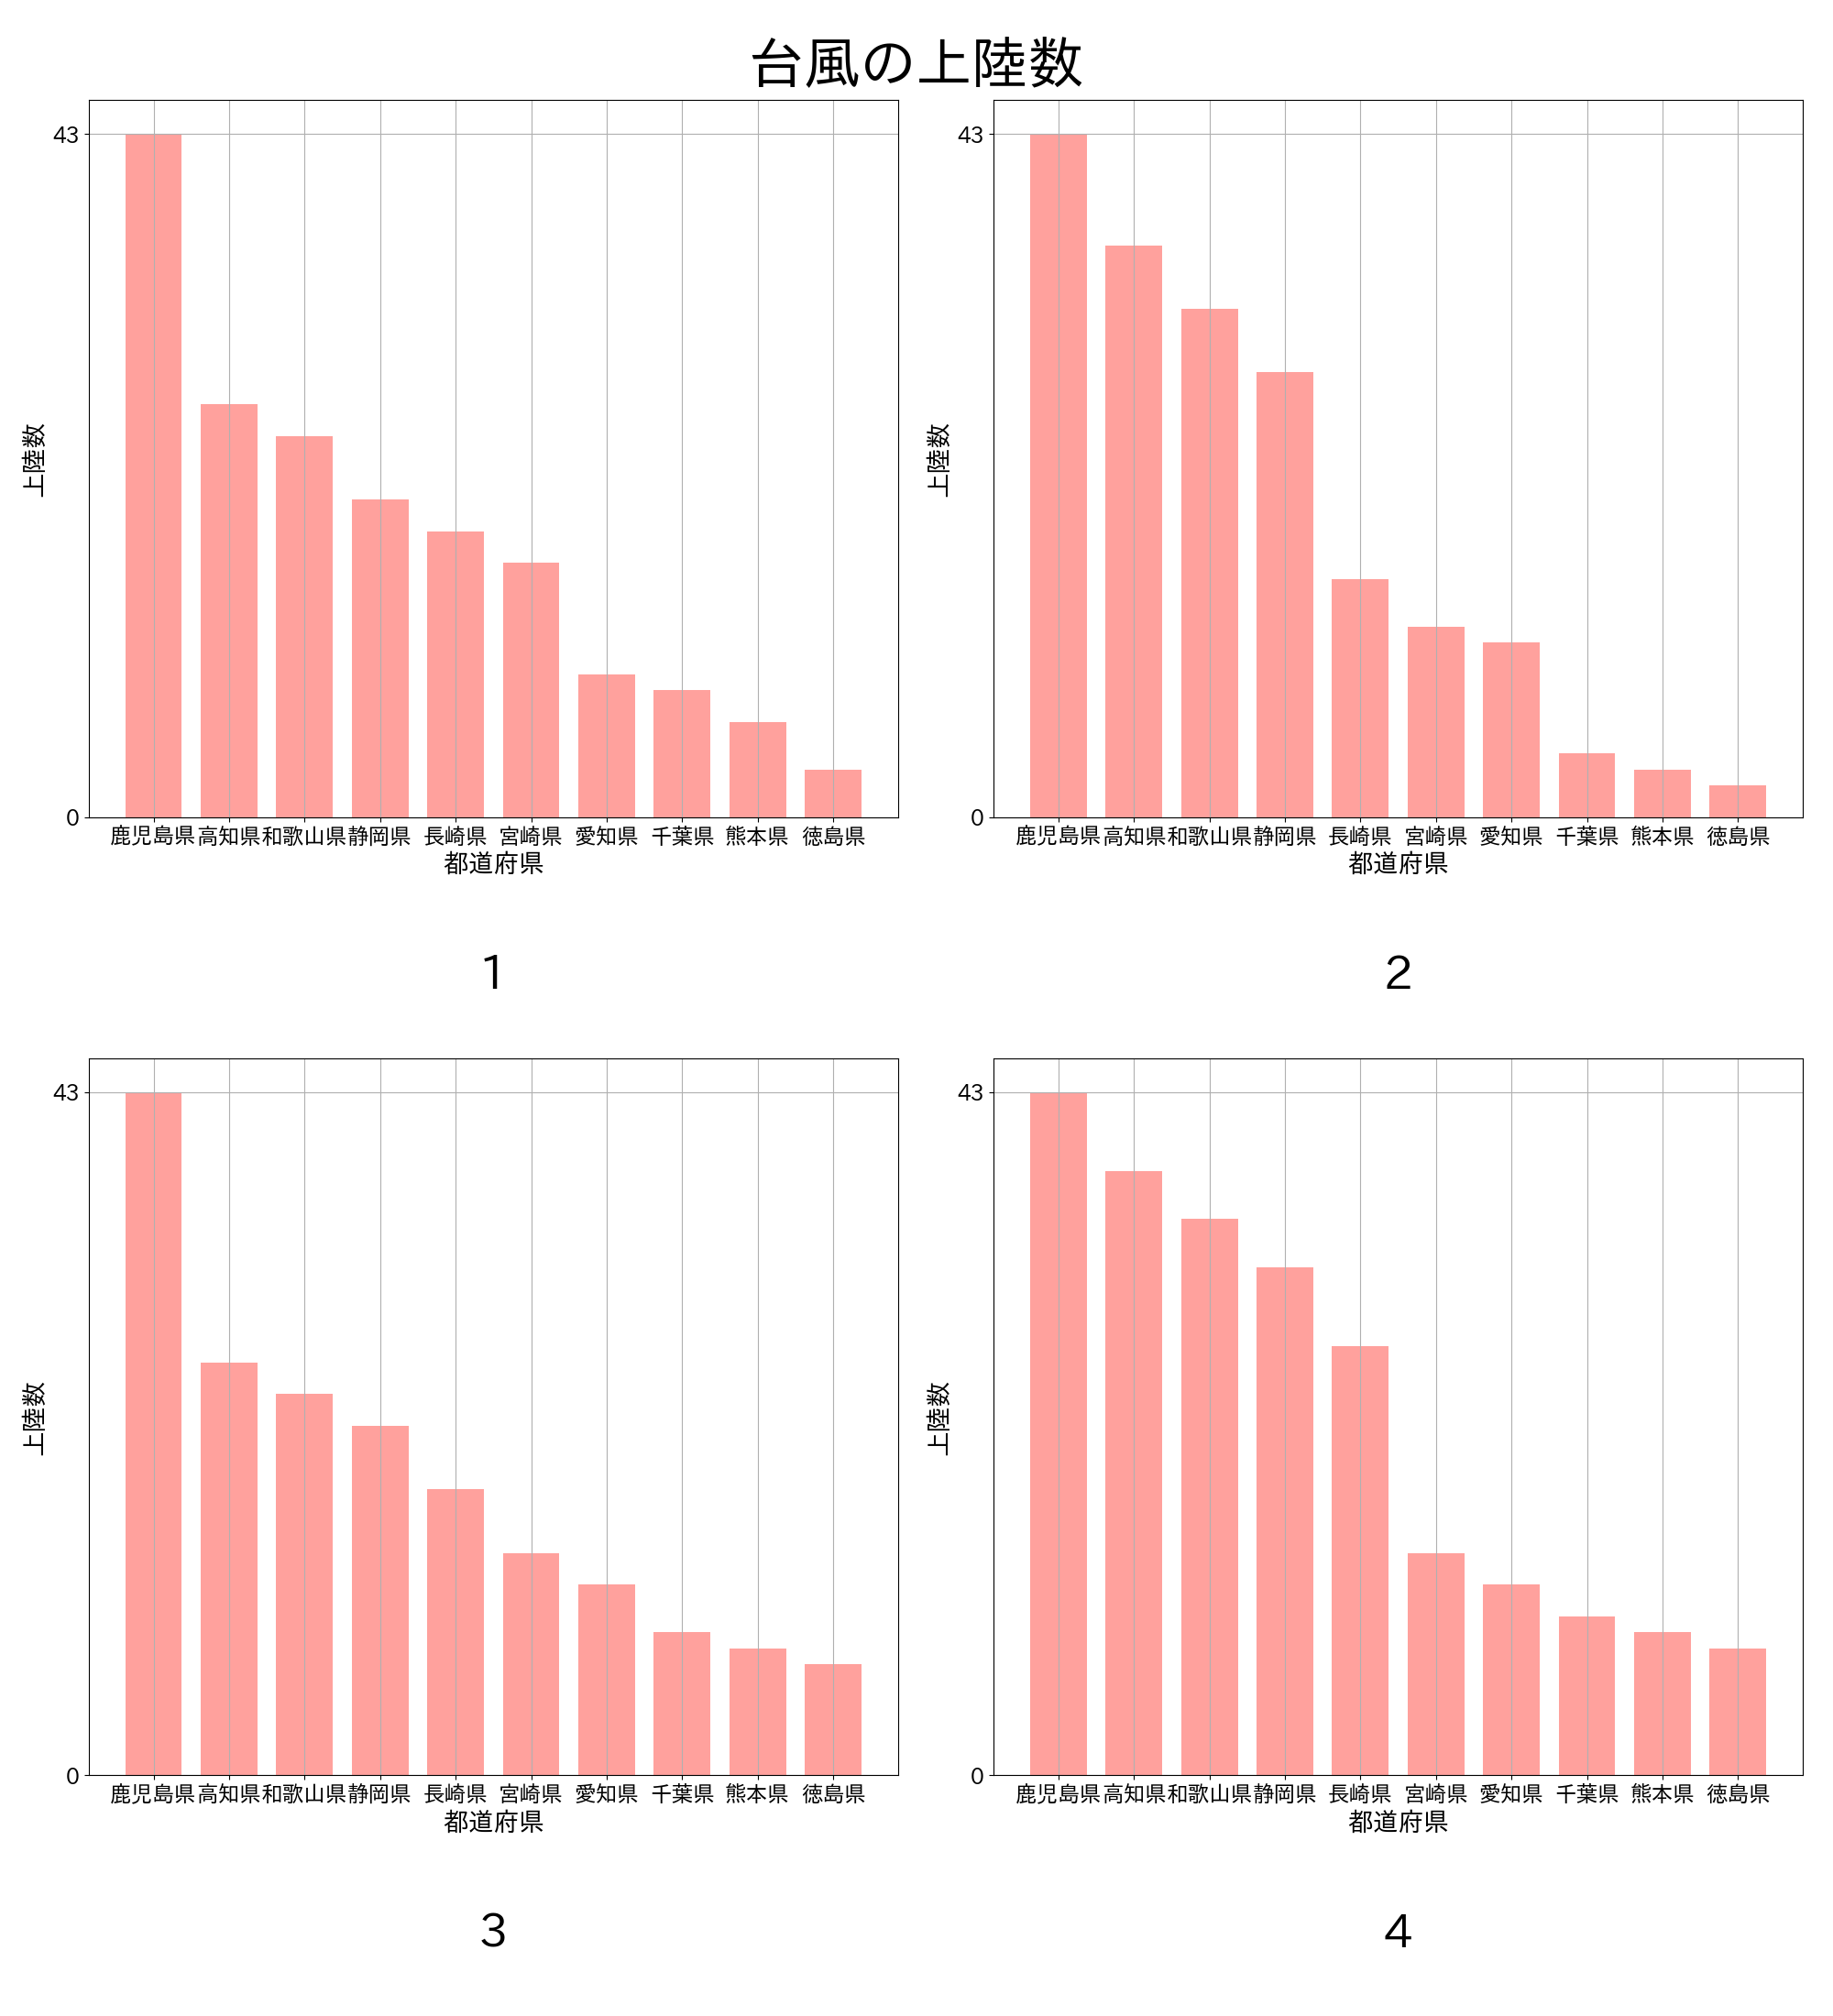 台風の上陸数
43
0
上陸数
鹿児島県 高知県 和歌山県 静岡県 長崎県 宮崎県 愛知県 千葉県 熊本県 徳島県
都道府県
1
43
0
上陸数
鹿児島県 高知県 和歌山県 静岡県 長崎県 宮崎県 愛知県 千葉県 熊本県 徳島県
都道府県
2
43
0
上陸数
鹿児島県 高知県 和歌山県 静岡県 長崎県 宮崎県 愛知県 千葉県 熊本県 徳島県
都道府県
3
43
0
上陸数
鹿児島県 高知県 和歌山県 静岡県 長崎県 宮崎県 愛知県 千葉県 熊本県 徳島県
都道府県
4